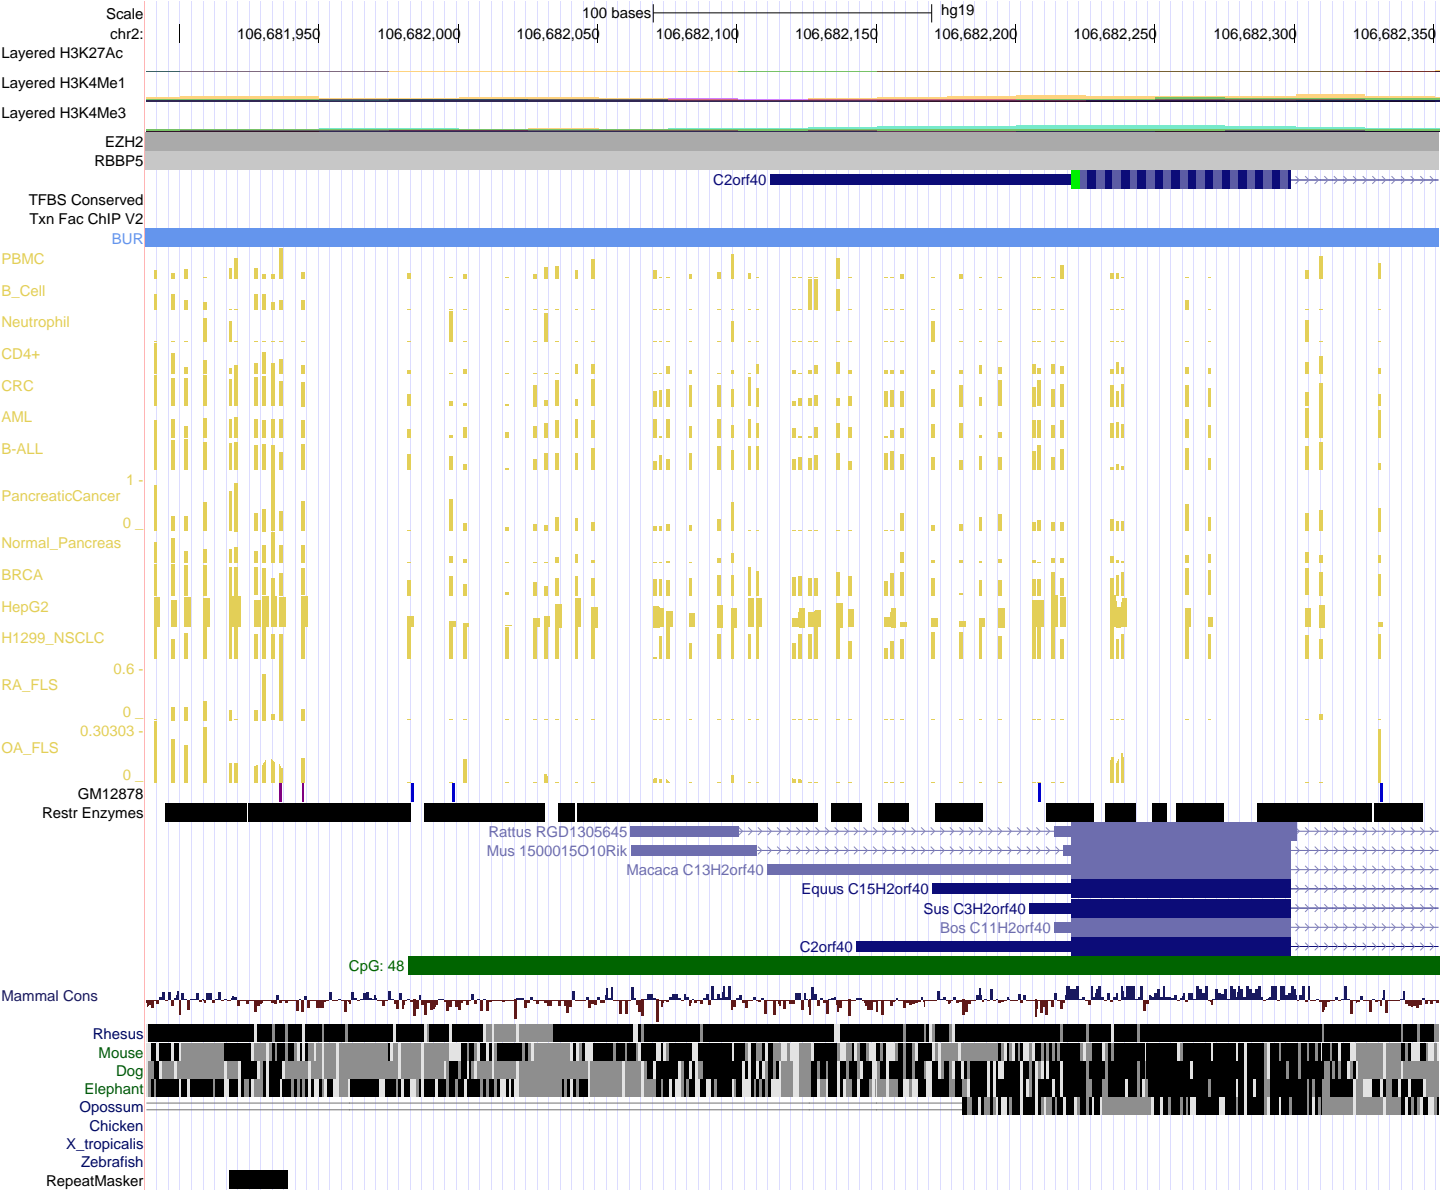 Scale 100 bases hg19
chr2: 106,681,950 106,682,000 106,682,050 106,682,100 106,682,150 106,682,200 106,682,250 106,682,300 106,682,350
Layered H3K27Ac
Layered H3K4Me1
Layered H3K4Me3
EZH2
RBBP5
C2orf40
TFBS Conserved
Txn Fac ChIP V2
BUR
PBMC
B_Cell
Neutrophil
CD4+
CRC
AML
B-ALL
1 -
PancreaticCancer
0 _
Normal_Pancreas
BRCA
HepG2
H1299_NSCLC
0.6 -
RA_FLS
0 _
0.30303 -
OA_FLS
0 _
GM12878
Restr Enzymes
Rattus RGD1305645
Mus 1500015O10Rik
Macaca C13H2orf40
Equus C15H2orf40
Sus C3H2orf40
Bos C11H2orf40
C2orf40
CpG: 48
Mammal Cons
Rhesus
Mouse
Dog
Elephant
Opossum
Chicken
X_tropicalis
Zebrafish
RepeatMasker